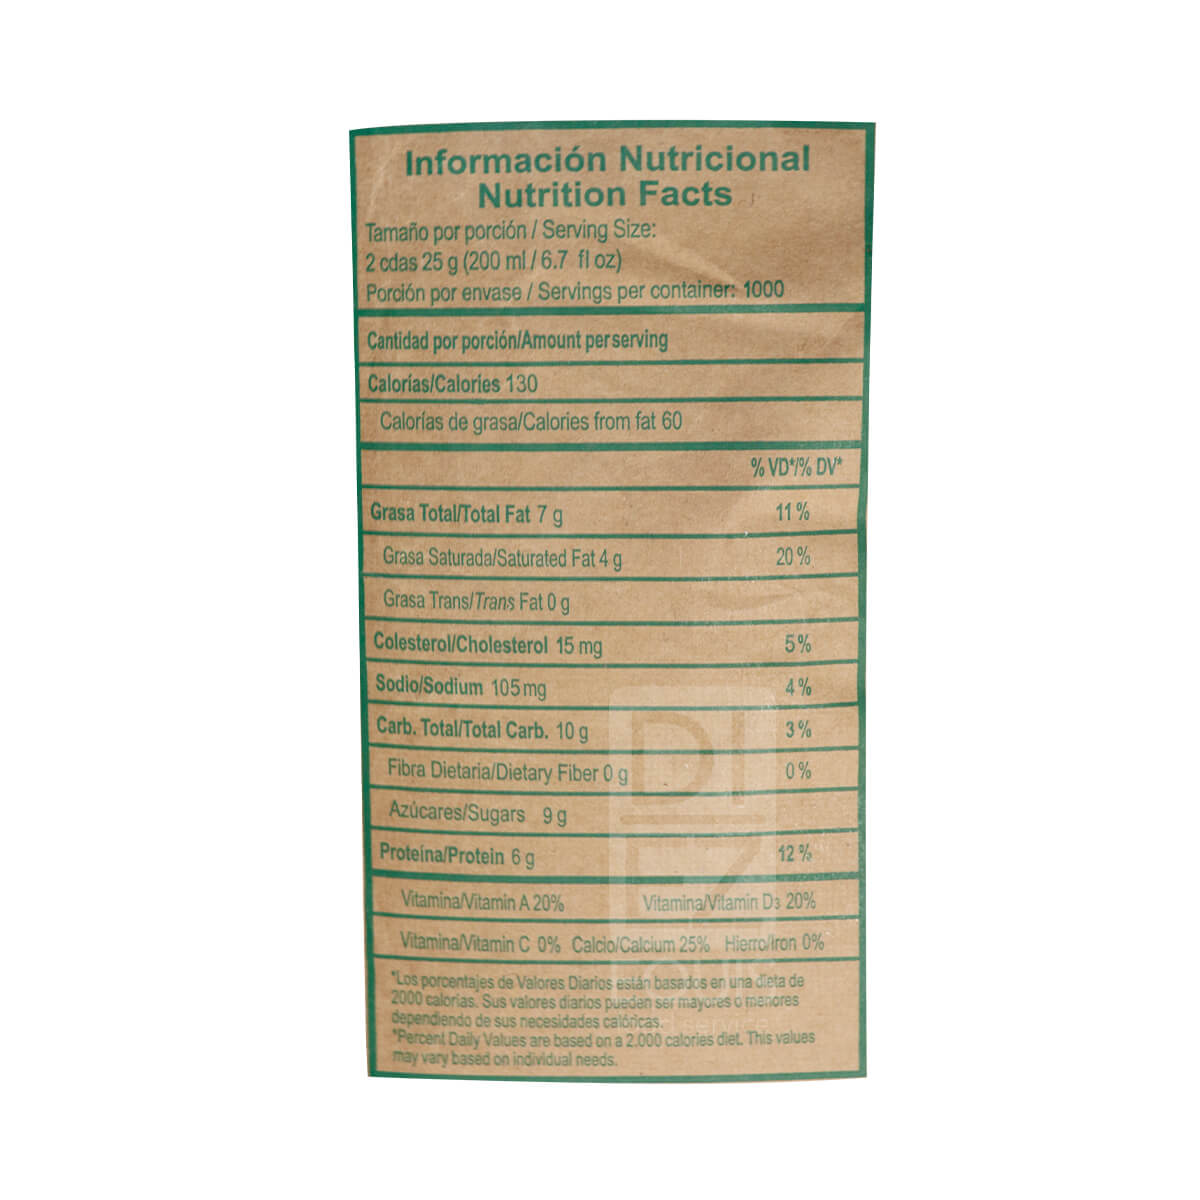 Información Nutricional
Nutrition Facts
Tamaño por porción / Serving Size:
2 cdas 25 g (200 ml / 6.7 fl oz)
Porción por envase / Servings per container: 1000
Cantidad por porción/Amount per serving
Calorías/Calories 130
Calorías de grasa/Calories from fat 60
% VD*/% DV*
Grasa Total/Total Fat 7 g 11 %
Grasa Saturada/Saturated Fat 4 g 20 %
Grasa Trans/Trans Fat 0 g
Colesterol/Cholesterol 15 mg 5 %
Sodio/Sodium 105 mg 4 %
Carb. Total/Total Carb. 10 g 3 %
Fibra Dietaria/Dietary Fiber 0 g 0 %
Azúcares/Sugars 9 g
Proteína/Protein 6 g 12 %
Vitamina/Vitamin A 20% Vitamina/Vitamin D3 20%
Vitamina/Vitamin C 0% Calcio/Calcium 25% Hierro/Iron 0%
*Los porcentajes de Valores Diarios están basados en una dieta de
2000 calorías. Sus valores diarios pueden ser mayores o menores
dependiendo de sus necesidades calóricas.
*Percent Daily Values are based on a 2.000 calories diet. This values
may vary based on individual needs.
DI